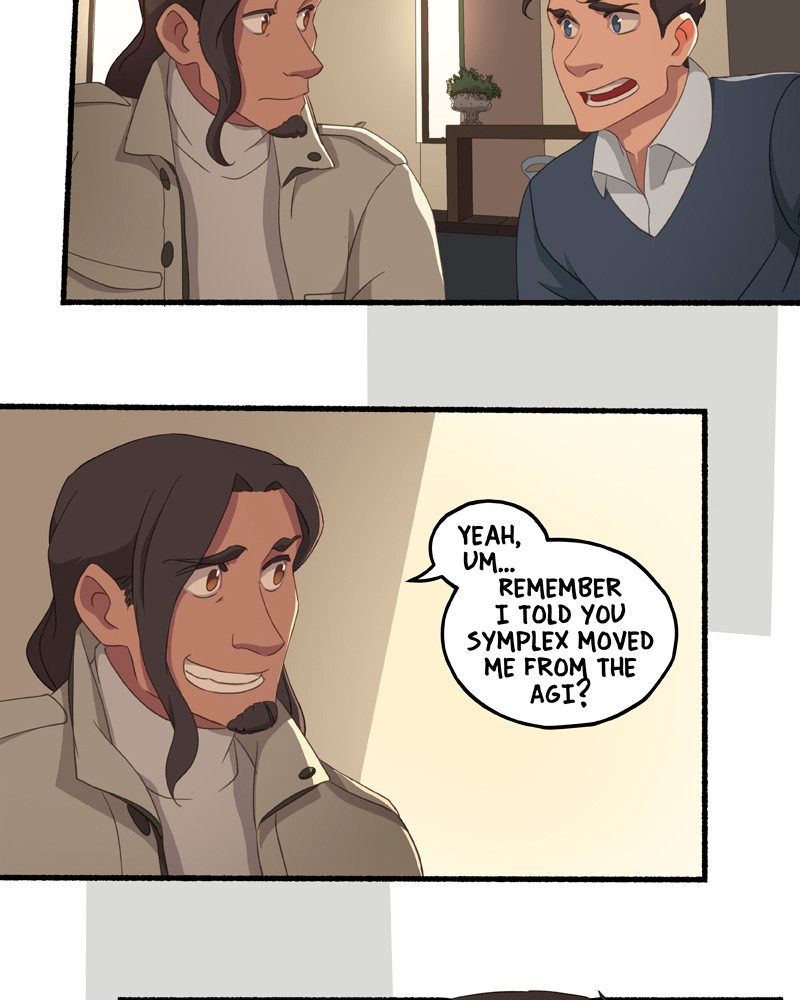 YEAH,
UM...
REMEMBER
I TOLD YOU
SYMPLEX MOVED
ME FROM THE
AGI?